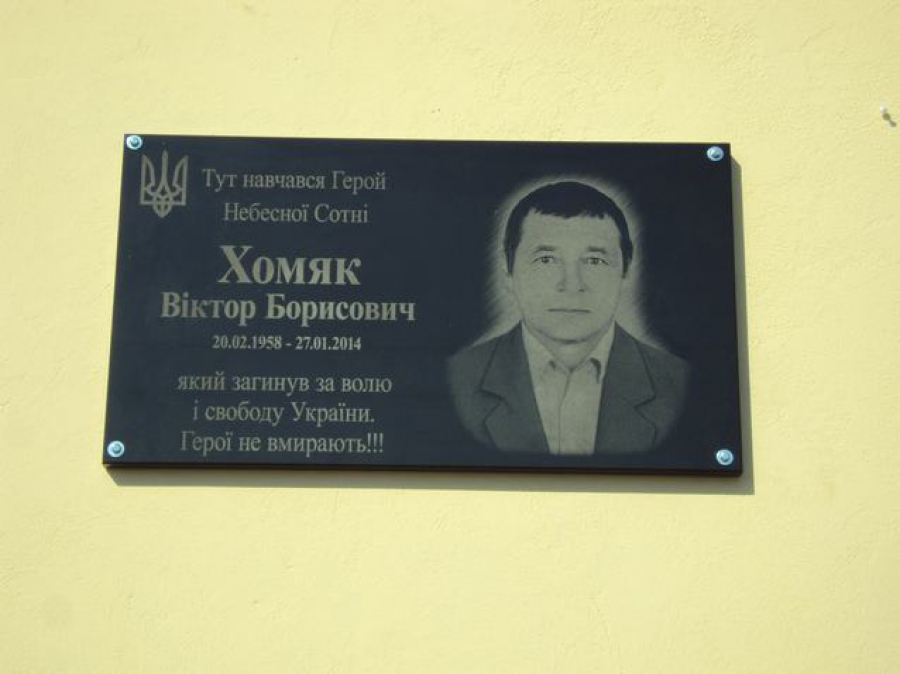 Тут навчався Герой
Небесної Сотні
Хомяк
Віктор Борисович
20.02.1958 - 27.01.2014
який загинув за волю
і свободу України.
Герої не вмирають!!!